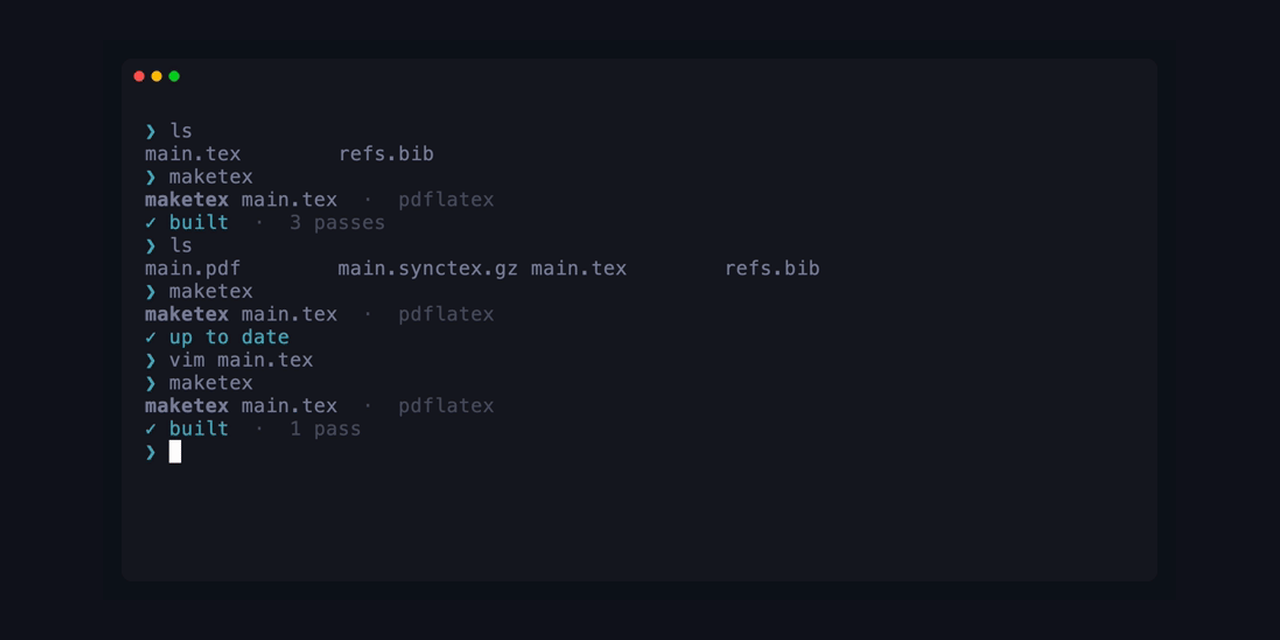 ❯ ls
main.tex        refs.bib
❯ maketex
maketex main.tex  ·  pdflatex
✓ built  ·  3 passes
❯ ls
main.pdf        main.synctex.gz main.tex        refs.bib
❯ maketex
maketex main.tex  ·  pdflatex
✓ up to date
❯ vim main.tex
❯ maketex
maketex main.tex  ·  pdflatex
✓ built  ·  1 pass
❯